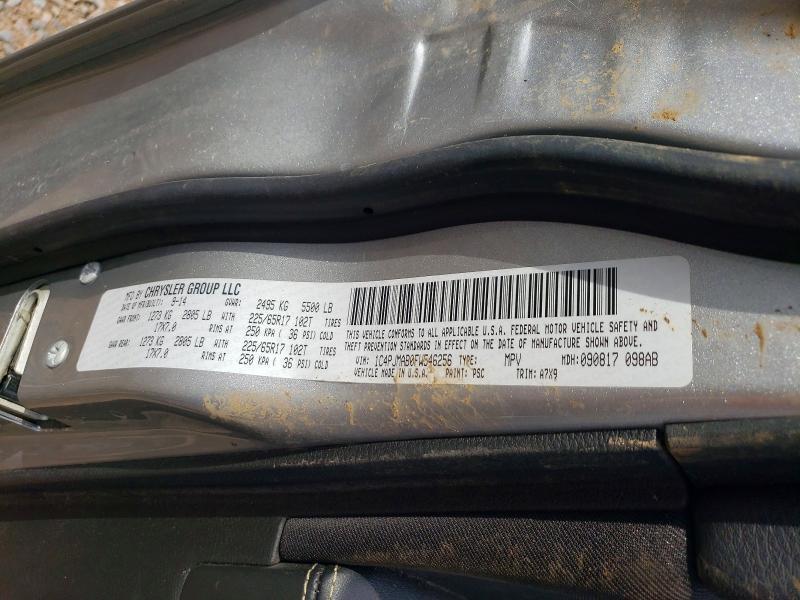 MFD BY CHRYSLER GROUP LLC
DATE OF MFR(BUILT): 9-14 GVWR: 2495 KG 5500 LB
GAWR FRONT: 1273 KG 2805 LB WITH 225/65R17 102T TIRES
17X7.0 RIMS AT 250 KPA ( 36 PSI) COLD
GAWR REAR: 1273 KG 2805 LB WITH 225/65R17 102T TIRES
17X7.0 RIMS AT 250 KPA ( 36 PSI) COLD
THIS VEHICLE CONFORMS TO ALL APPLICABLE U.S.A. FEDERAL MOTOR VEHICLE SAFETY AND
THEFT PREVENTION STANDARDS IN EFFECT ON THE DATE OF MANUFACTURE SHOWN ABOVE.
VIN: 1C4PJMAB0FW546256 TYPE: MPV MDH: 090817 098AB
VEHICLE MADE IN U.S.A. PAINT: PSC TRIM: A7X9